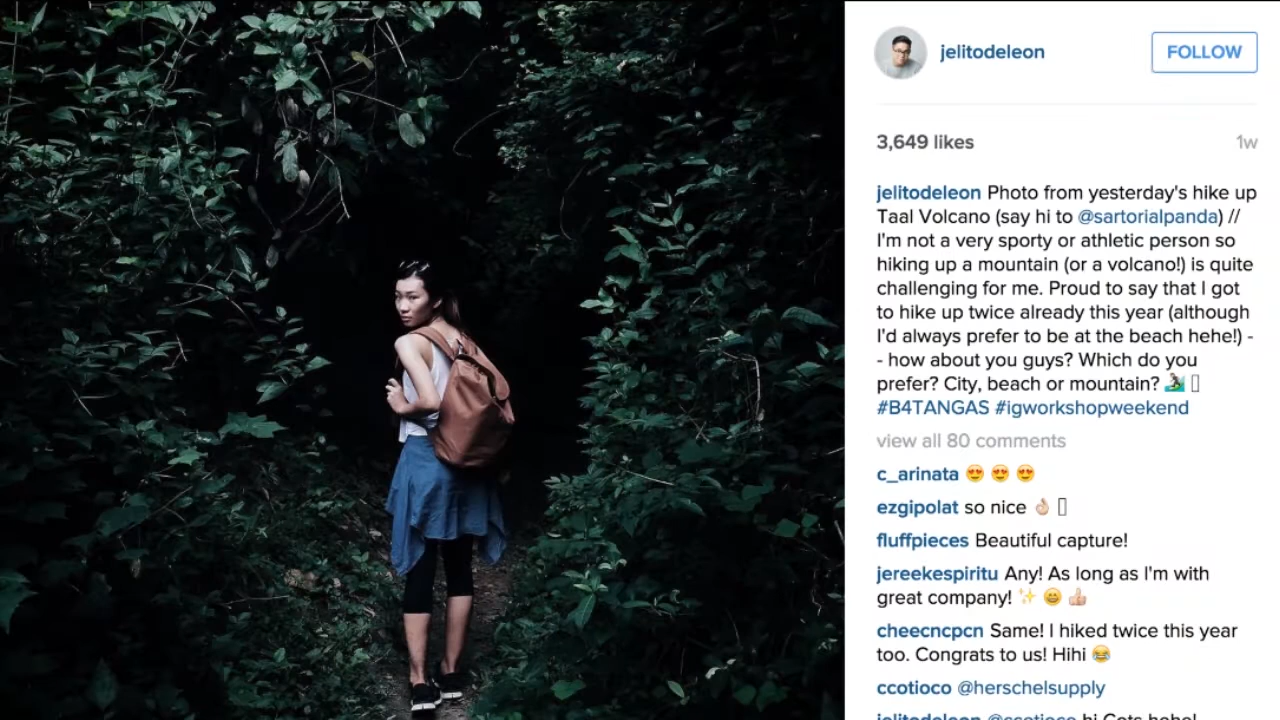 jelitodeleon
FOLLOW
3,649 likes
1w
jelitodeleon Photo from yesterday's hike up
Taal Volcano (say hi to @sartorialpanda) //
I'm not a very sporty or athletic person so
hiking up a mountain (or a volcano!) is quite
challenging for me. Proud to say that I got
to hike up twice already this year (although
I'd always prefer to be at the beach hehe!) -
- how about you guys? Which do you
prefer? City, beach or mountain? 🏄
#B4TANGAS #igworkshopweekend
view all 80 comments
c_arinata 😍 😍 😍
ezgipolat so nice 👌
fluffpieces Beautiful capture!
jereekespiritu Any! As long as I'm with
great company! ✨ 😀 👍
cheecncpcn Same! I hiked twice this year
too. Congrats to us! Hihi 😂
ccotioco @herschelsupply
jelitodeleon @ccotioco hi Gots